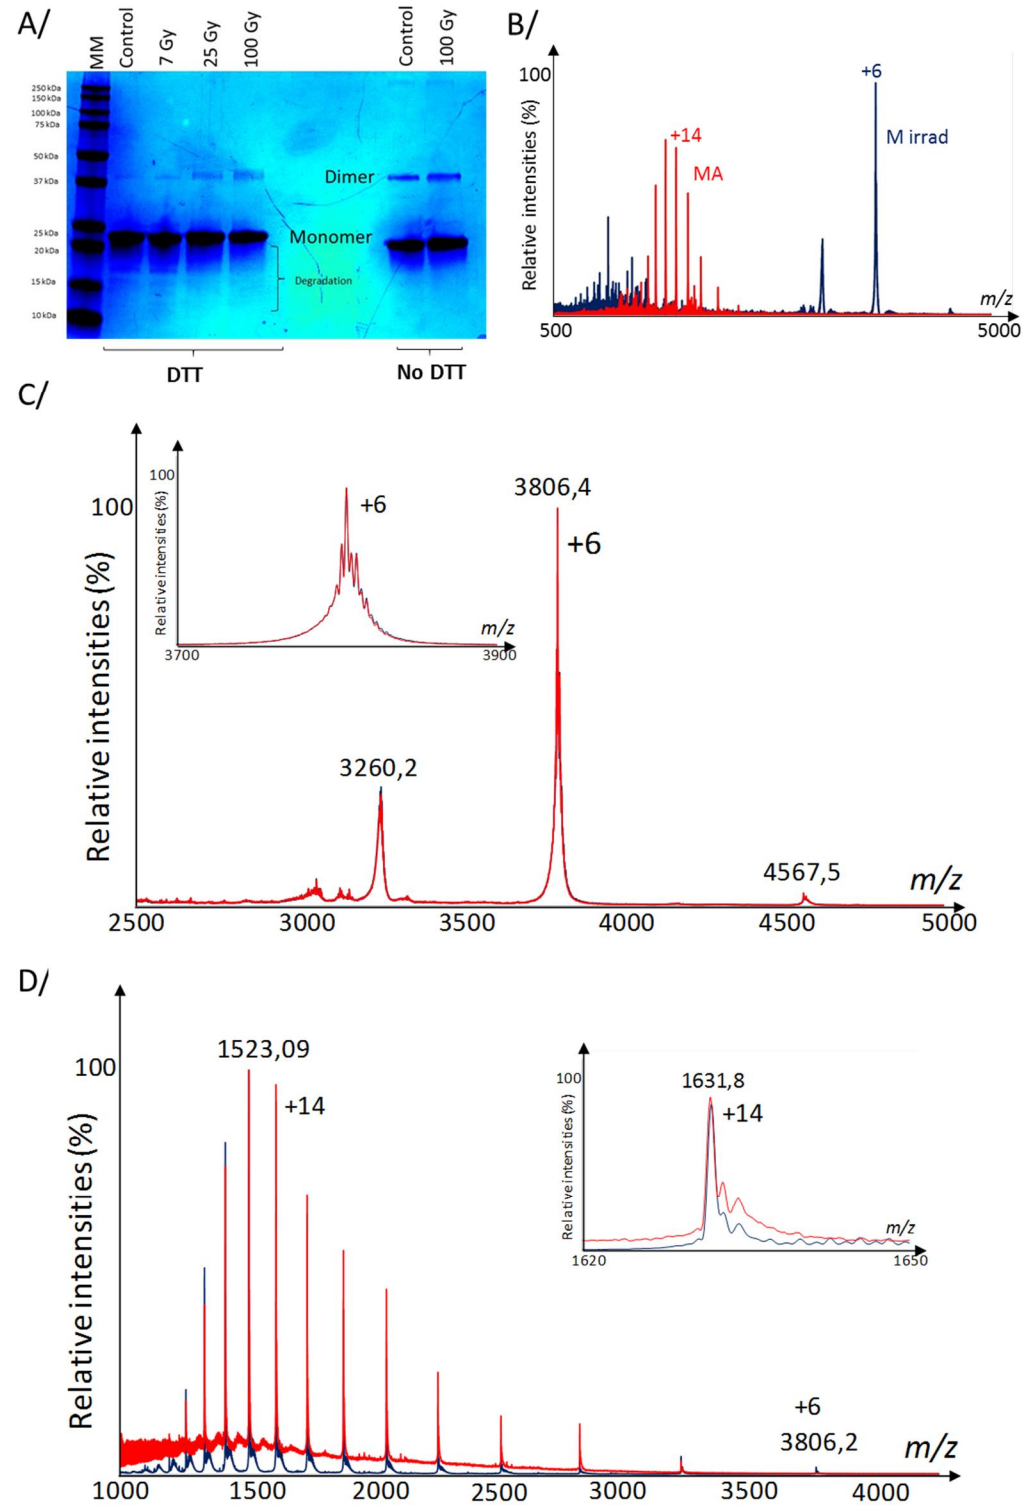 A/
MM
Control
7 Gy
25 Gy
100 Gy
Control
100 Gy
250 kDa
150 kDa
100 kDa
75 kDa
50 kDa
37 kDa
25 kDa
20 kDa
15 kDa
10 kDa
Dimer
Monomer
Degradation
DTT
No DTT
B/
Relative intensities (%)
100
+14
MA
+6
M irrad
m/z
500
5000
C/
Relative intensities (%)
100
Relative intensities (%)
100
+6
m/z
3700
3900
3806,4
+6
3260,2
4567,5
m/z
2500
3000
3500
4000
4500
5000
D/
Relative intensities (%)
100
1523,09
+14
Relative intensities (%)
100
1631,8
+14
m/z
1620
1650
+6
3806,2
m/z
1000
1500
2000
2500
3000
3500
4000